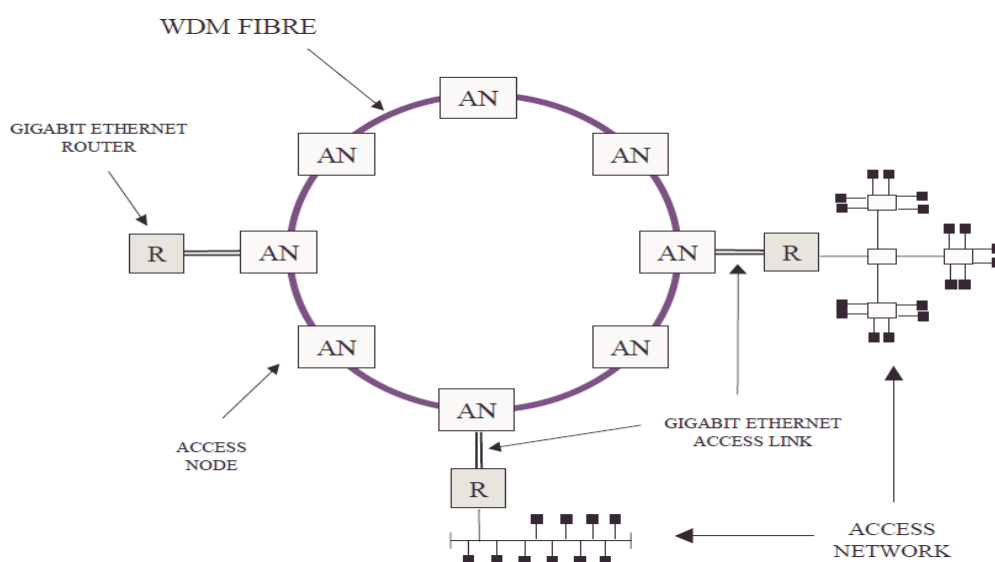 WDM FIBRE
AN
GIGABIT ETHERNET
ROUTER
AN
AN
R
AN
AN
R
AN
AN
AN
ACCESS
NODE
GIGABIT ETHERNET
ACCESS LINK
R
ACCESS
NETWORK